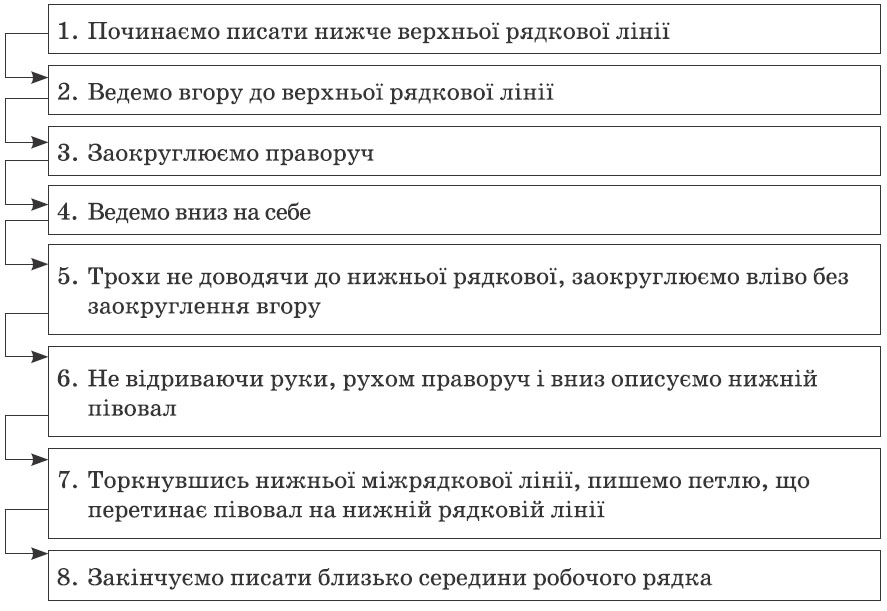 1. Починаємо писати нижче верхньої рядкової лінії
2. Ведемо вгору до верхньої рядкової лінії
3. Заокруглюємо праворуч
4. Ведемо вниз на себе
5. Трохи не доводячи до нижньої рядкової, заокруглюємо вліво без
заокруглення вгору
6. Не відриваючи руки, рухом праворуч і вниз описуємо нижній
півовал
7. Торкнувшись нижньої міжрядкової лінії, пишемо петлю, що
перетинає півовал на нижній рядковій лінії
8. Закінчуємо писати близько середини робочого рядка